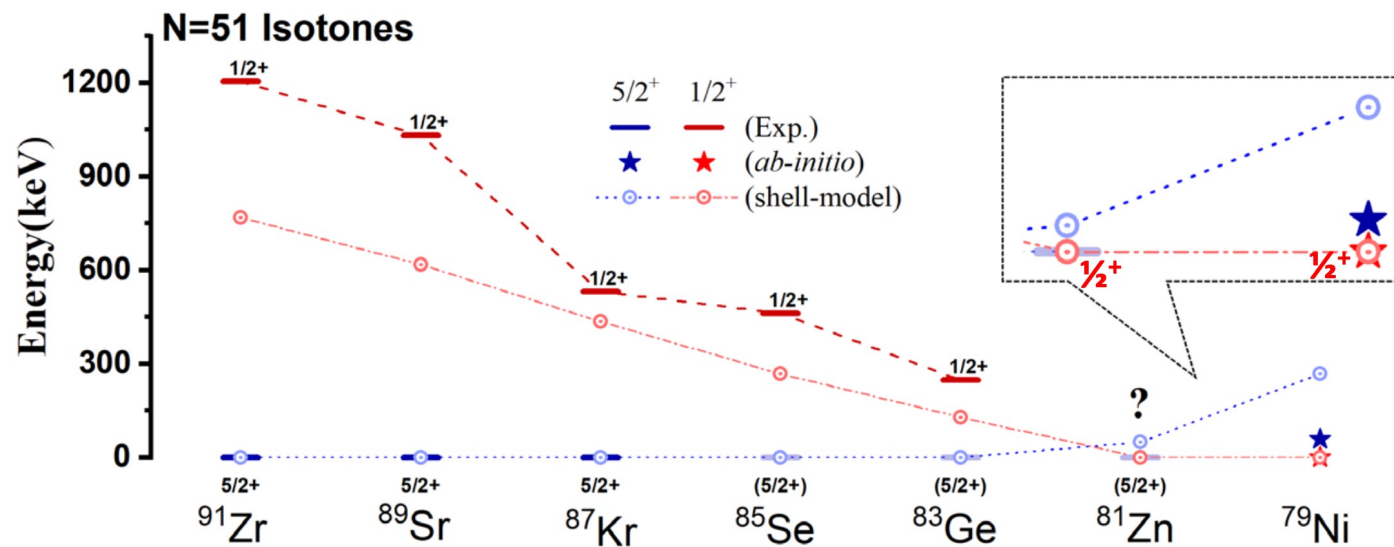 N=51 Isotones
Energy(keV)
1200
900
600
300
0
1/2+
1/2+
1/2+
1/2+
1/2+
5/2⁺ 1/2⁺
(Exp.)
(ab-initio)
(shell-model)
½⁺ ½⁺
?
5/2+ 5/2+ 5/2+ (5/2+) (5/2+) (5/2+)
⁹¹Zr ⁸⁹Sr ⁸⁷Kr ⁸⁵Se ⁸³Ge ⁸¹Zn ⁷⁹Ni